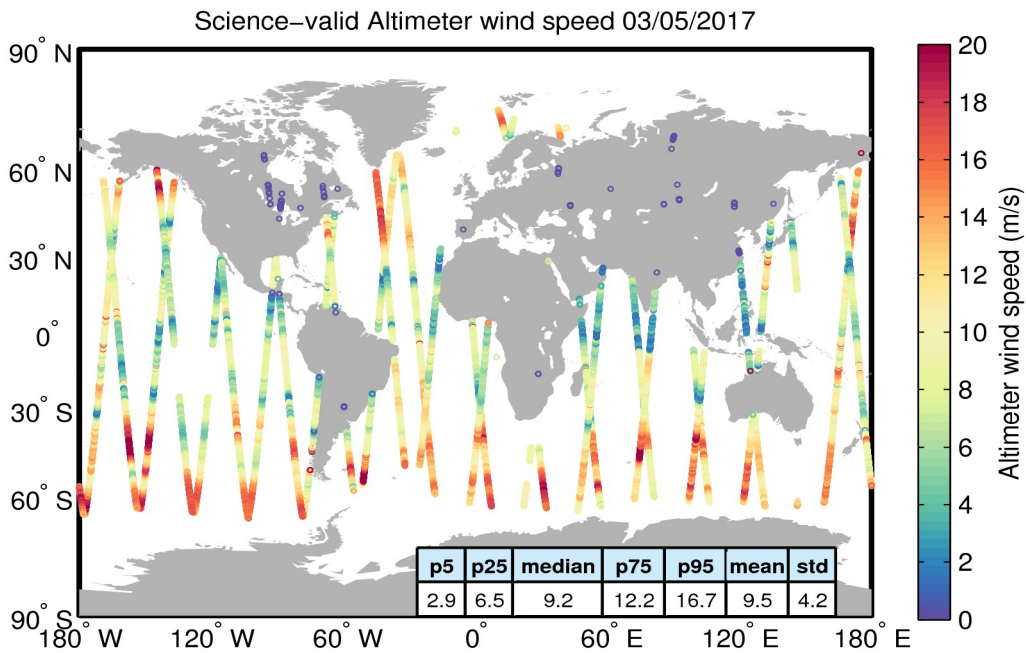 Science−valid Altimeter wind speed 03/05/2017
90° N
60° N
30° N
0°
30° S
60° S
90° S
180° W
120° W
60° W
0°
60° E
120° E
180° E
p5 p25 median p75 p95 mean std
2.9 6.5 9.2 12.2 16.7 9.5 4.2
20
18
16
14
12
10
8
6
4
2
0
Altimeter wind speed (m/s)